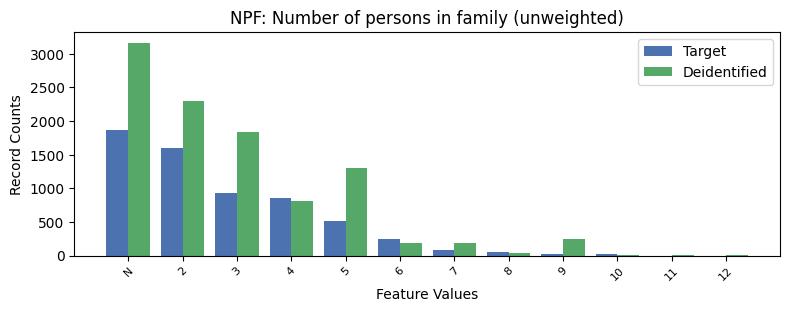 NPF: Number of persons in family (unweighted)
Target
Deidentified
Record Counts
3000
2500
2000
1500
1000
500
0
N 2 3 4 5 6 7 8 9 10 11 12
Feature Values